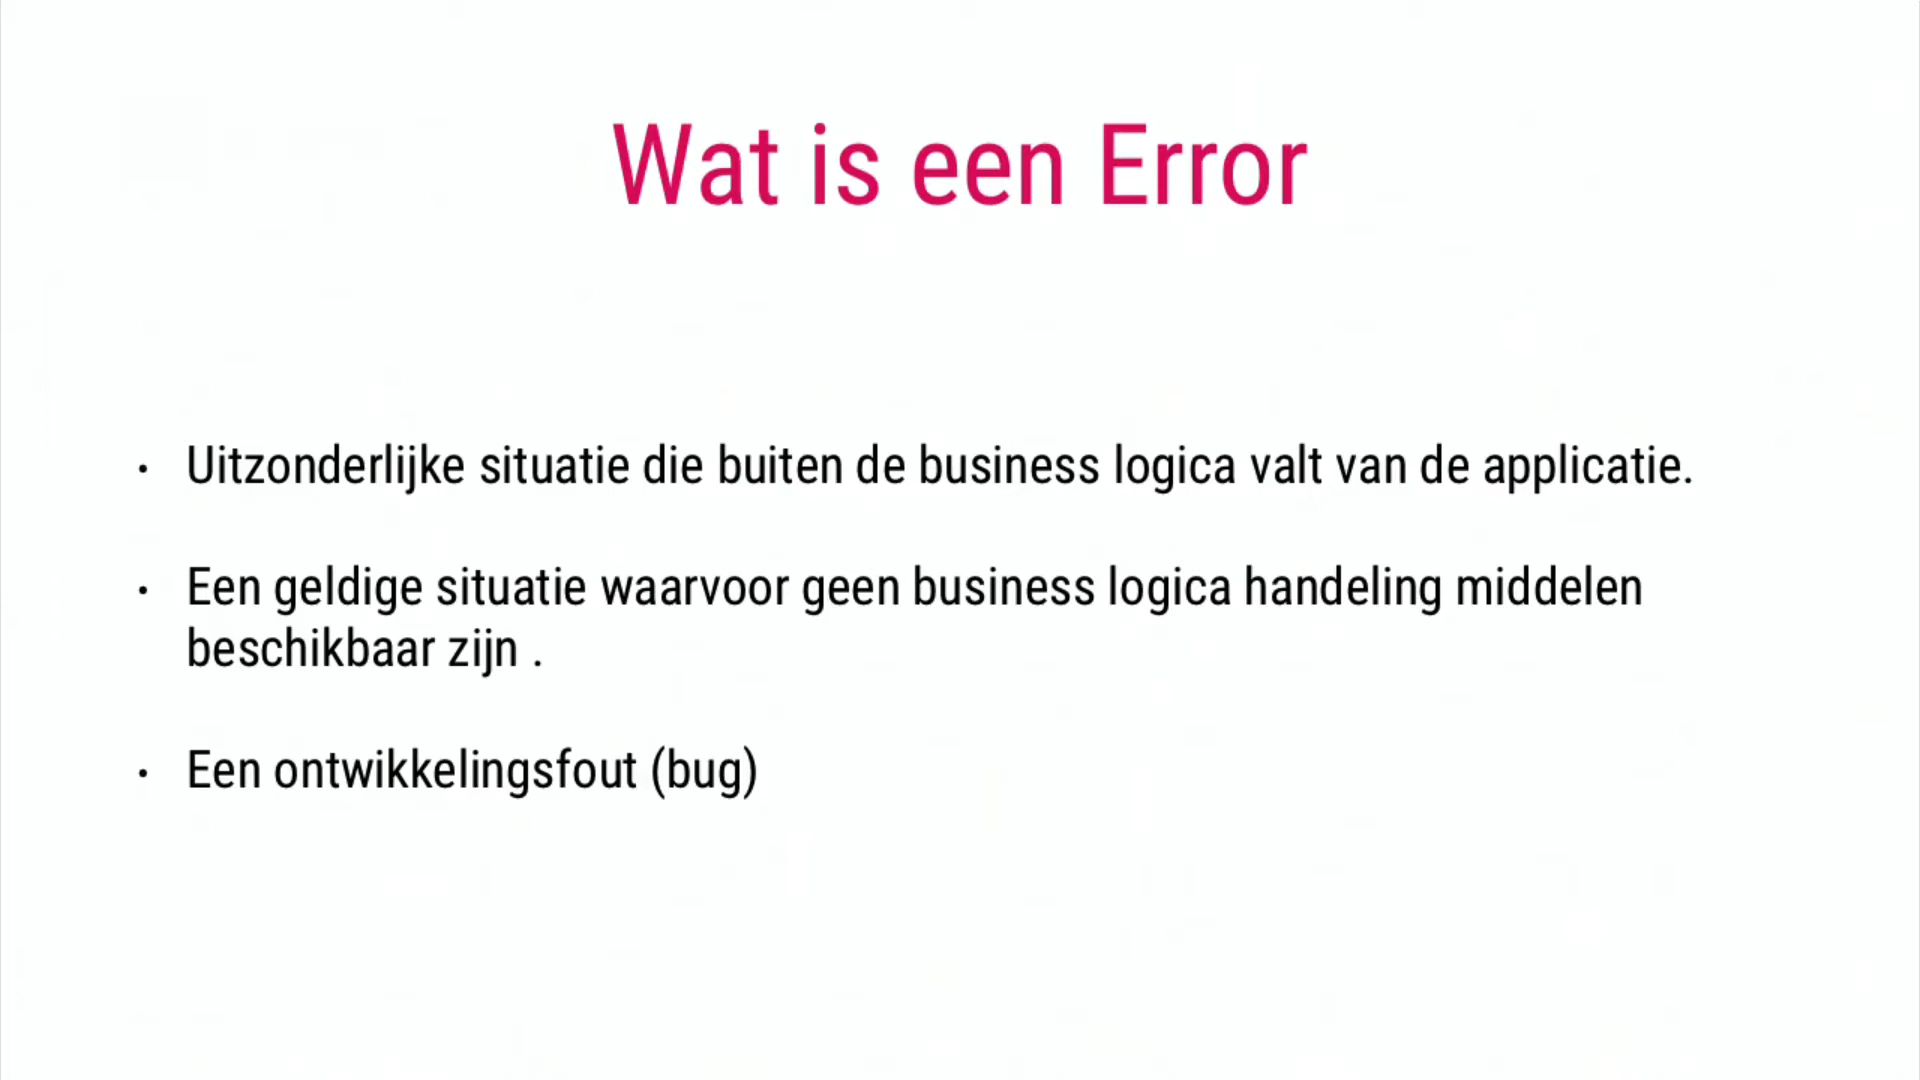 Wat is een Error
• Uitzonderlijke situatie die buiten de business logica valt van de applicatie.
• Een geldige situatie waarvoor geen business logica handeling middelen
beschikbaar zijn .
• Een ontwikkelingsfout (bug)